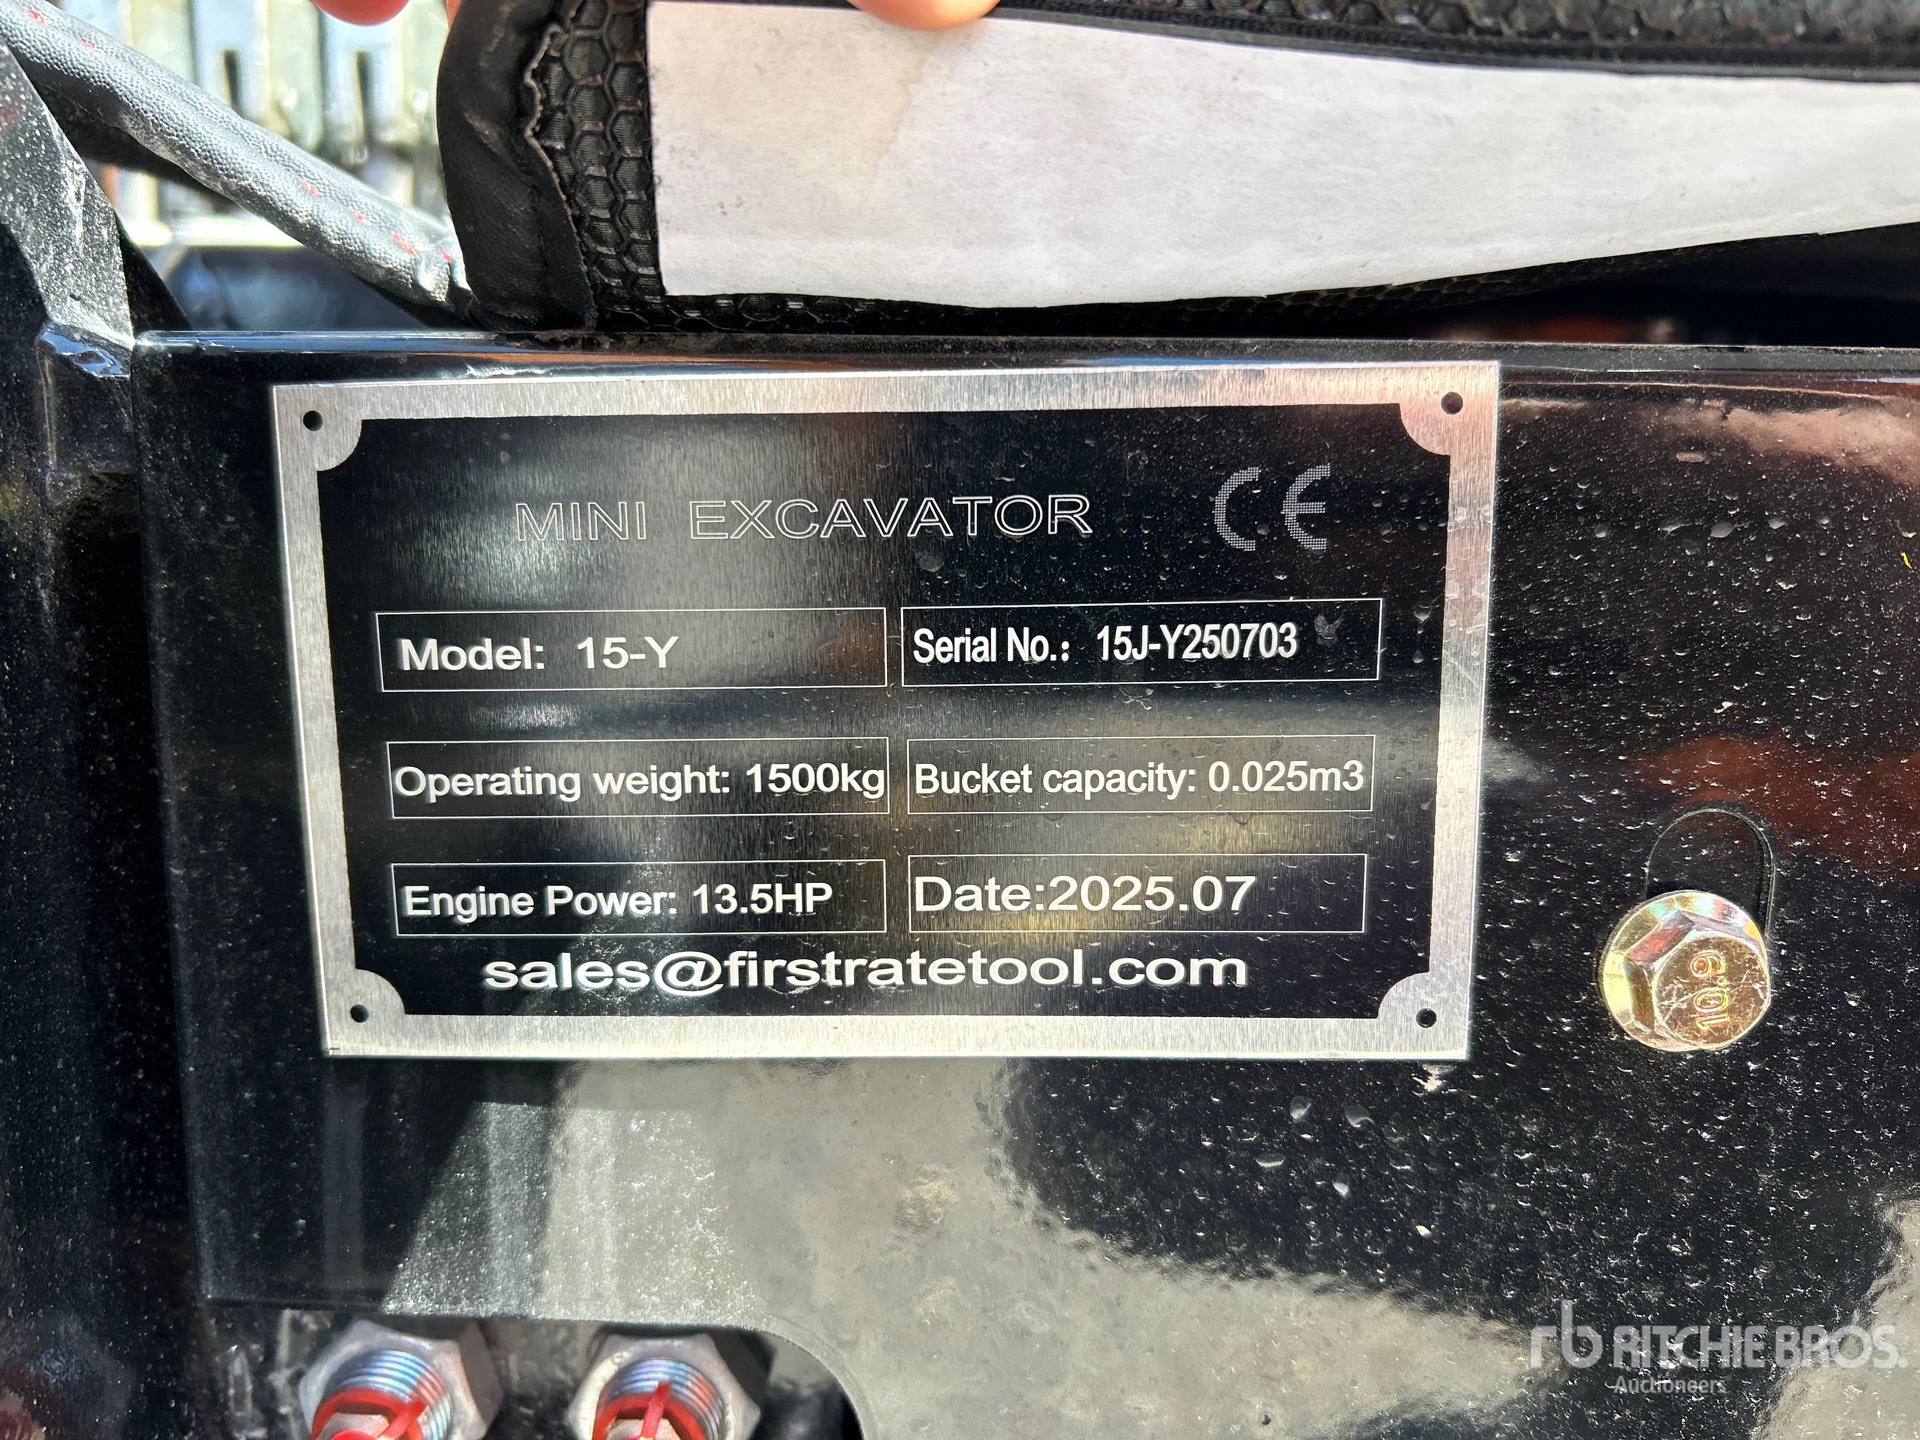 MINI EXCAVATOR CE
Model: 15-Y
Serial No.: 15J-Y250703
Operating weight: 1500kg
Bucket capacity: 0.025m3
Engine Power: 13.5HP
Date:2025.07
sales@firstratetool.com
10.9
rb RITCHIE BROS.
Auctioneers